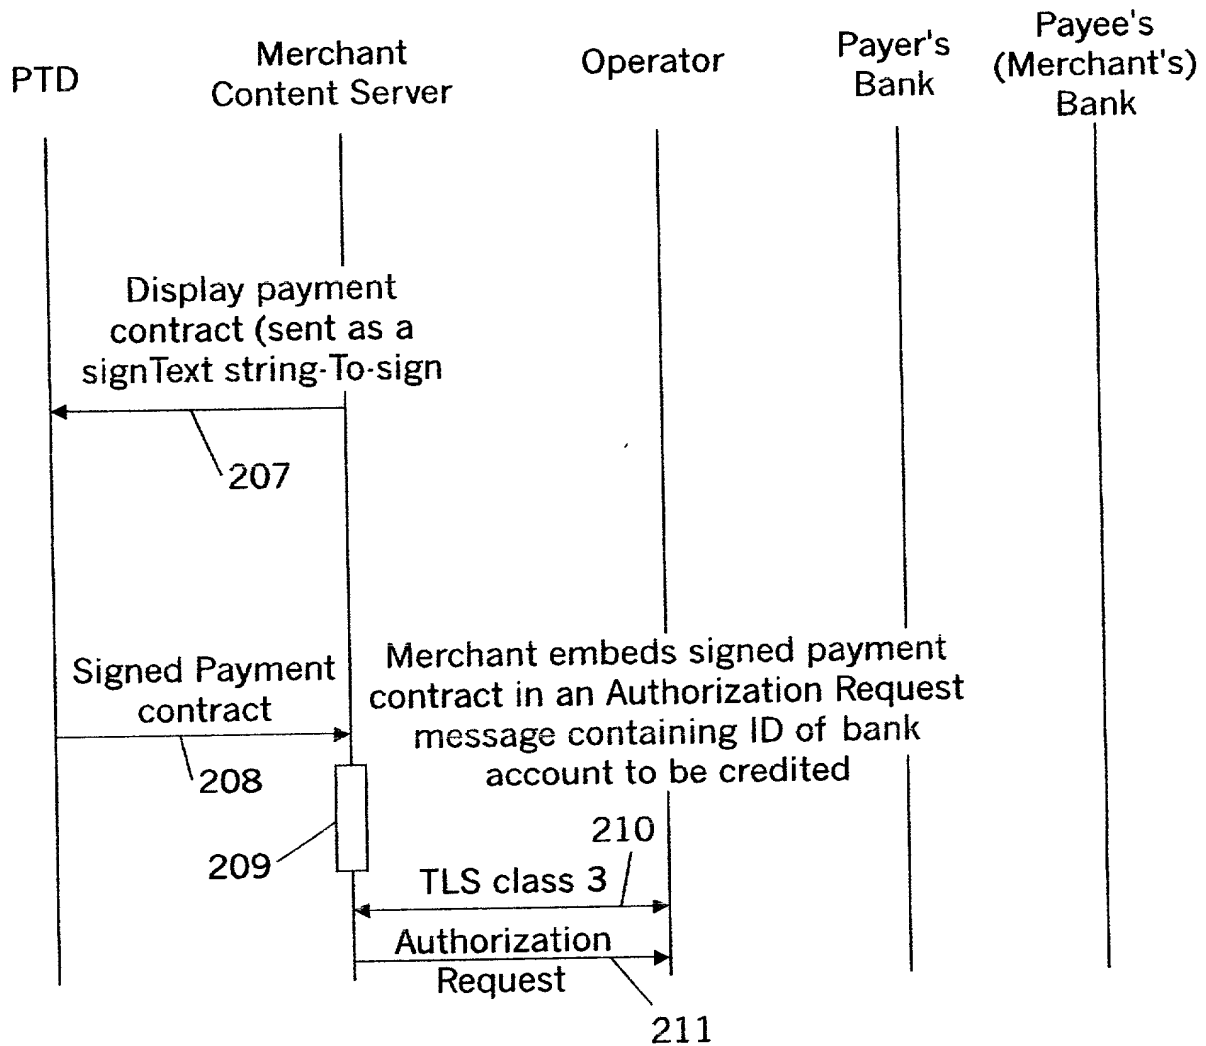 PTD
Merchant
Content Server
Operator
Payer's
Bank
Payee's
(Merchant's)
Bank
Display payment
contract (sent as a
signText string-To-sign
207
Signed Payment
contract
208
Merchant embeds signed payment
contract in an Authorization Request
message containing ID of bank
account to be credited
209
210
TLS class 3
Authorization
Request
211